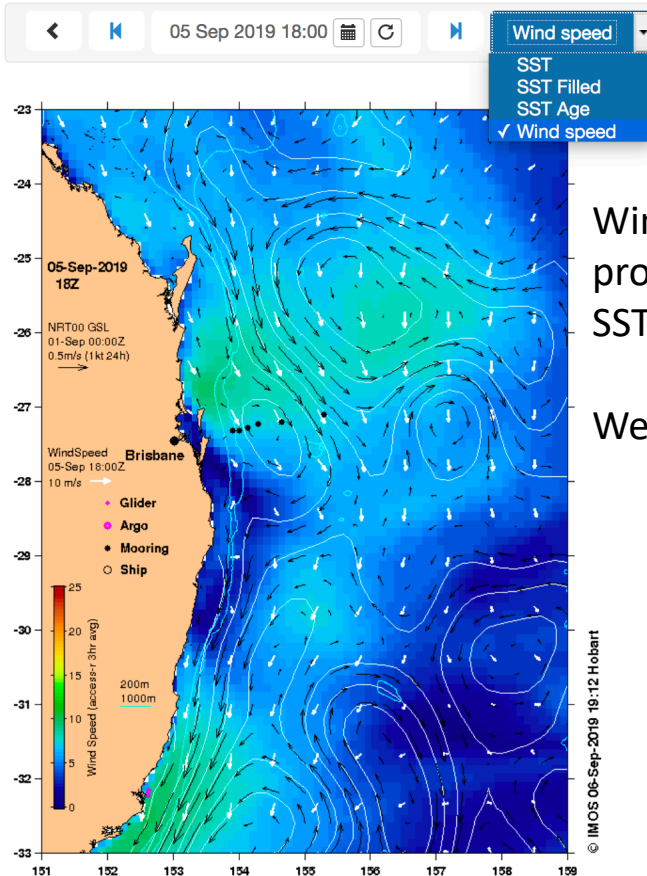 05 Sep 2019 18:00
Wind speed
SST
SST Filled
SST Age
✓ Wind speed
-23
-24
-25
-26
-27
-28
-29
-30
-31
-32
-33
05-Sep-2019
18Z
NRT00 GSL
01-Sep 00:00Z
0.5m/s (1kt 24h)
WindSpeed
05-Sep 18:00Z
10 m/s
Brisbane
Glider
Argo
Mooring
Ship
25
20
15
10
5
0
Wind Speed (access-r 3hr avg)
200m
1000m
151 152 153 154 155 156 157 158 159
© IMOS 06-Sep-2019 19:12 Hobart
Win
pro
SST
We